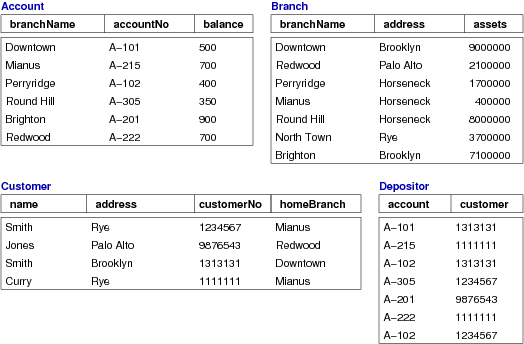 Account
branchName accountNo balance
Downtown A-101 500
Mianus A-215 700
Perryridge A-102 400
Round Hill A-305 350
Brighton A-201 900
Redwood A-222 700
Branch
branchName address assets
Downtown Brooklyn 9000000
Redwood Palo Alto 2100000
Perryridge Horseneck 1700000
Mianus Horseneck 400000
Round Hill Horseneck 8000000
North Town Rye 3700000
Brighton Brooklyn 7100000
Customer
name address customerNo homeBranch
Smith Rye 1234567 Mianus
Jones Palo Alto 9876543 Redwood
Smith Brooklyn 1313131 Downtown
Curry Rye 1111111 Mianus
Depositor
account customer
A-101 1313131
A-215 1111111
A-102 1313131
A-305 1234567
A-201 9876543
A-222 1111111
A-102 1234567